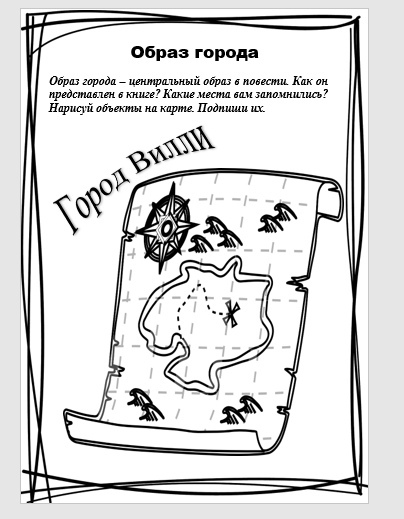 Образ города
Образ города – центральный образ в повести. Как он
представлен в книге? Какие места вам запомнились?
Нарисуй объекты на карте. Подпиши их.
Город Вилли